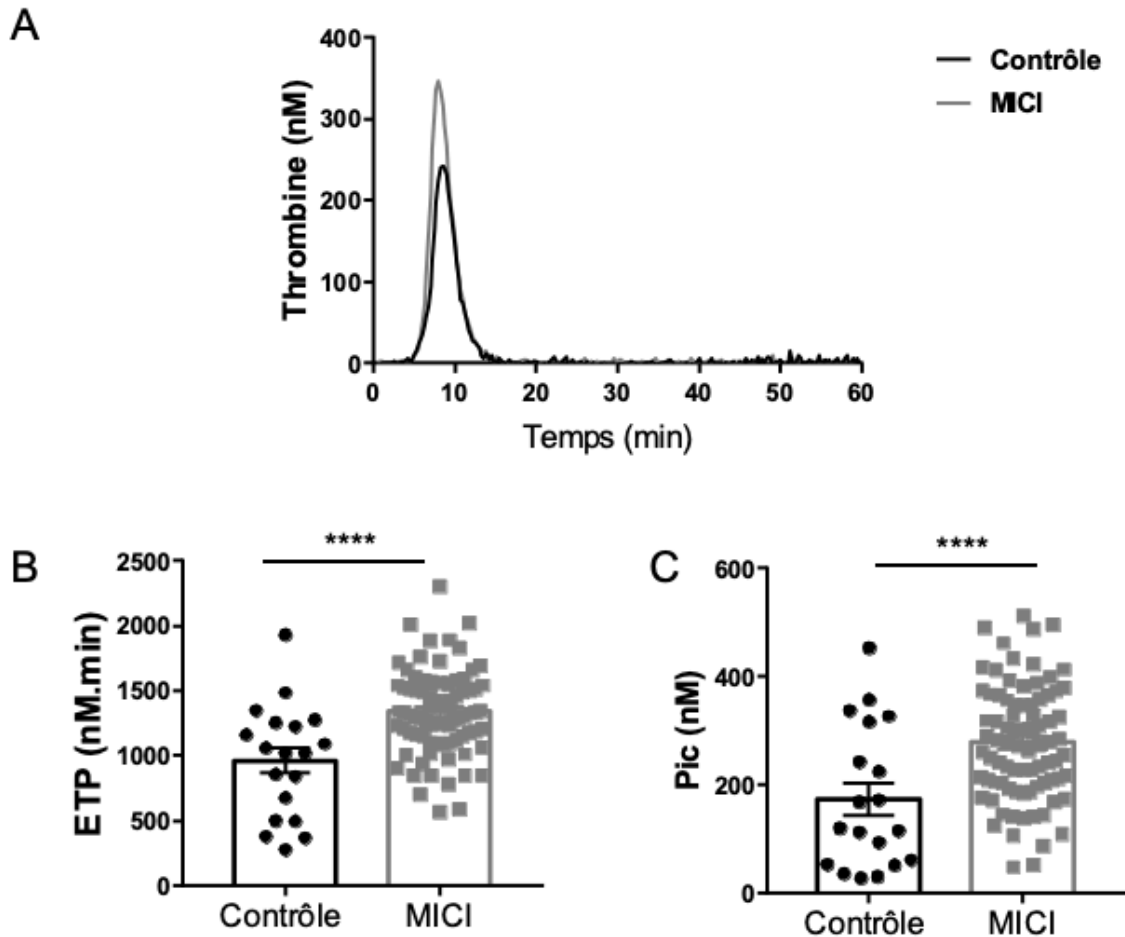 A
Thrombine (nM)
400
300
200
100
0
0 10 20 30 40 50 60
Temps (min)
Contrôle
MICI
B
ETP (nM.min)
2500
2000
1500
1000
500
0
****
Contrôle MICI
C
Pic (nM)
600
400
200
0
****
Contrôle MICI